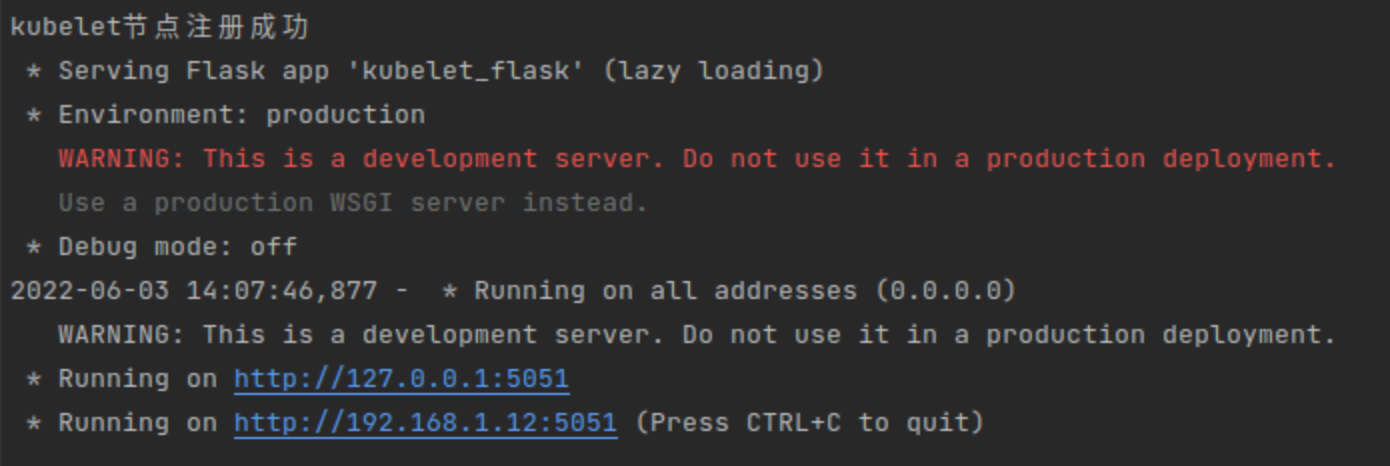 kubelet节点注册成功
* Serving Flask app 'kubelet_flask' (lazy loading)
* Environment: production
WARNING: This is a development server. Do not use it in a production deployment.
Use a production WSGI server instead.
* Debug mode: off
2022-06-03 14:07:46,877 -  * Running on all addresses (0.0.0.0)
WARNING: This is a development server. Do not use it in a production deployment.
* Running on http://127.0.0.1:5051
* Running on http://192.168.1.12:5051 (Press CTRL+C to quit)